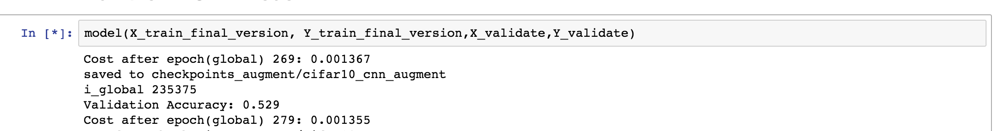 In [*]: model(X_train_final_version, Y_train_final_version,X_validate,Y_validate)
Cost after epoch(global) 269: 0.001367
saved to checkpoints_augment/cifar10_cnn_augment
i_global 235375
Validation Accuracy: 0.529
Cost after epoch(global) 279: 0.001355